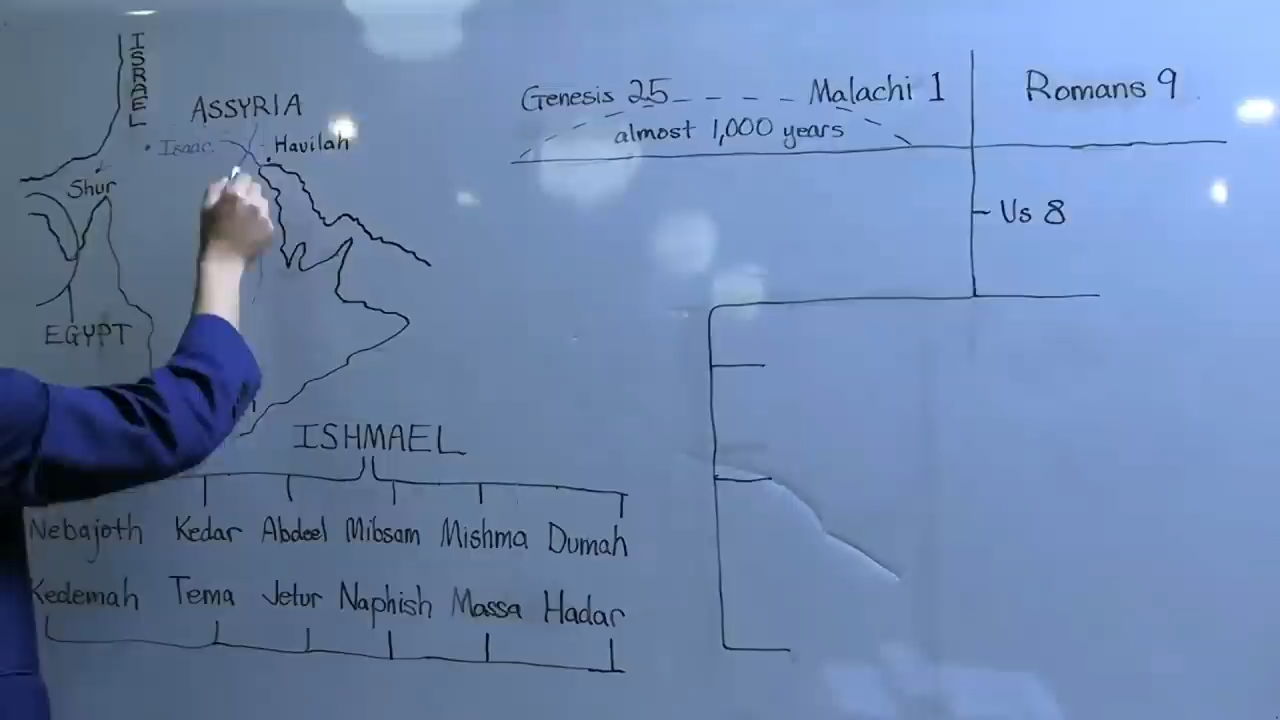 ISRAEL
ASSYRIA
Isaac
Havilah
Shur
EGYPT
Genesis 25 - - - - Malachi 1
almost 1,000 years
Romans 9
Vs 8
ISHMAEL
Nebajoth Kedar Abdeel Mibsam Mishma Dumah
Kedemah Tema Jetur Naphish Massa Hadar